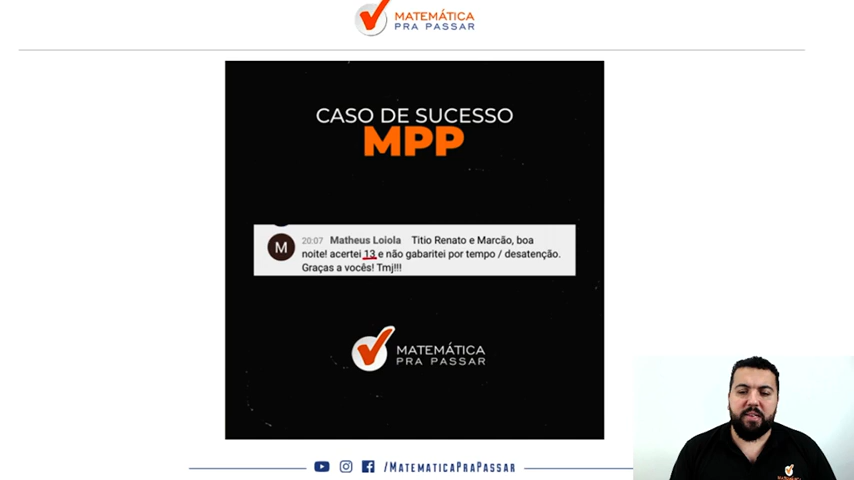 MATEMÁTICA
PRA PASSAR
CASO DE SUCESSO
MPP
M
20:07 Matheus Loiola Titio Renato e Marcão, boa
noite! acertei 13 e não gabaritei por tempo / desatenção.
Graças a vocês! Tmj!!!
MATEMÁTICA
PRA PASSAR
/MATEMATICAPRAPASSAR